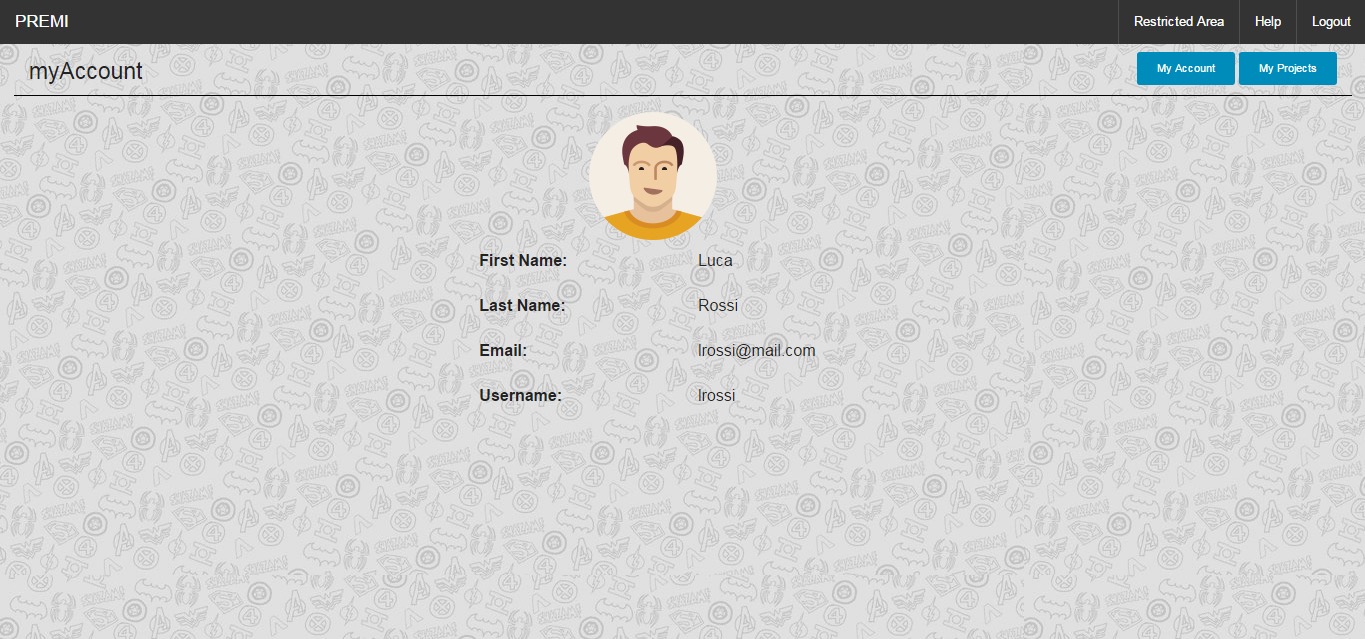 PREMI Restricted Area Help Logout
myAccount My Account My Projects
First Name: Luca
Last Name: Rossi
Email: lrossi@mail.com
Username: lrossi